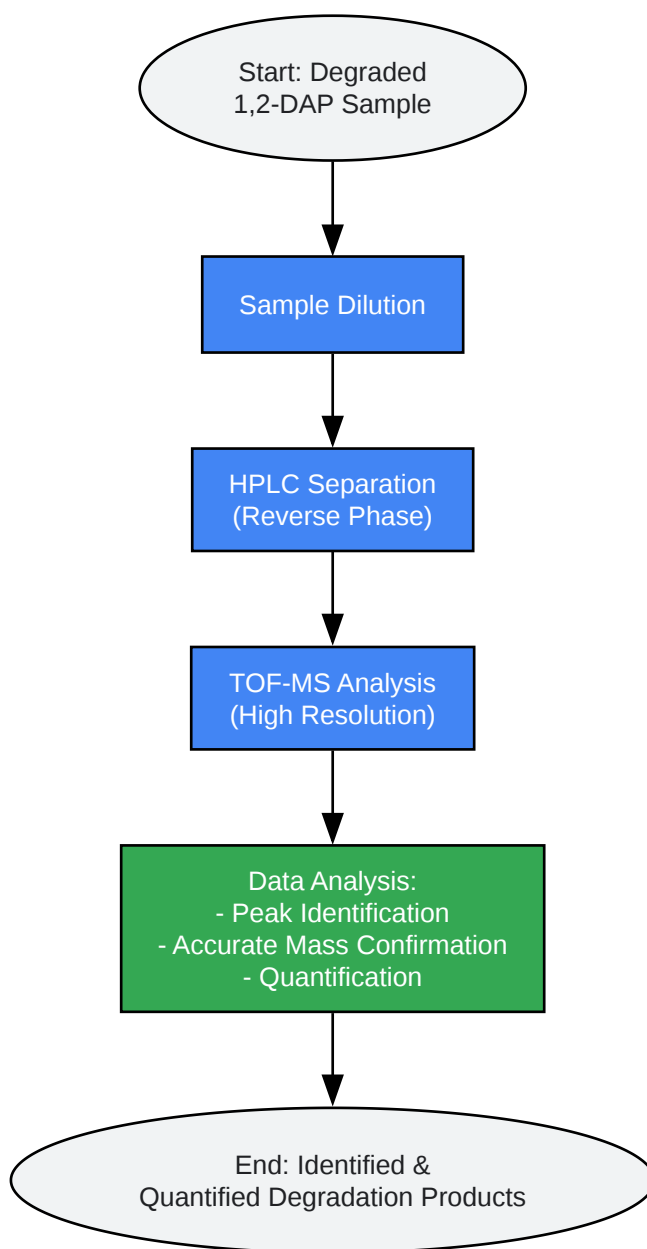 Start: Degraded
1,2-DAP Sample
Sample Dilution
HPLC Separation
(Reverse Phase)
TOF-MS Analysis
(High Resolution)
Data Analysis:
- Peak Identification
- Accurate Mass Confirmation
- Quantification
End: Identified &
Quantified Degradation Products